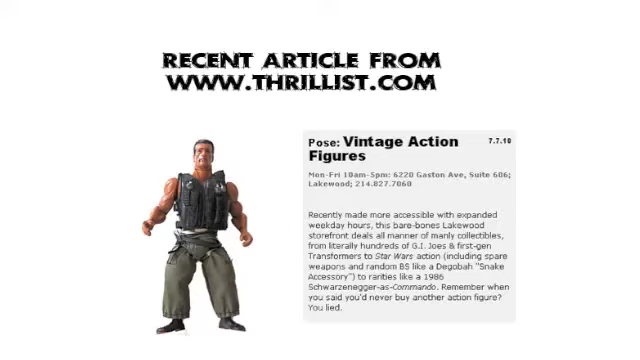 RECENT ARTICLE FROM
WWW.THRILLIST.COM
Pose: Vintage Action 7.7.10
Figures
Mon-Fri 10am-5pm: 6220 Gaston Ave, Suite 606;
Lakewood; 214.827.7060
Recently made more accessible with expanded
weekday hours, this bare-bones Lakewood
storefront deals all manner of manly collectibles,
from literally hundreds of G.I. Joes & first-gen
Transformers to Star Wars action (including spare
weapons and random BS like a Degobah "Snake
Accessory") to rarities like a 1986
Schwarzenegger-as-Commando. Remember when
you said you'd never buy another action figure?
You lied.